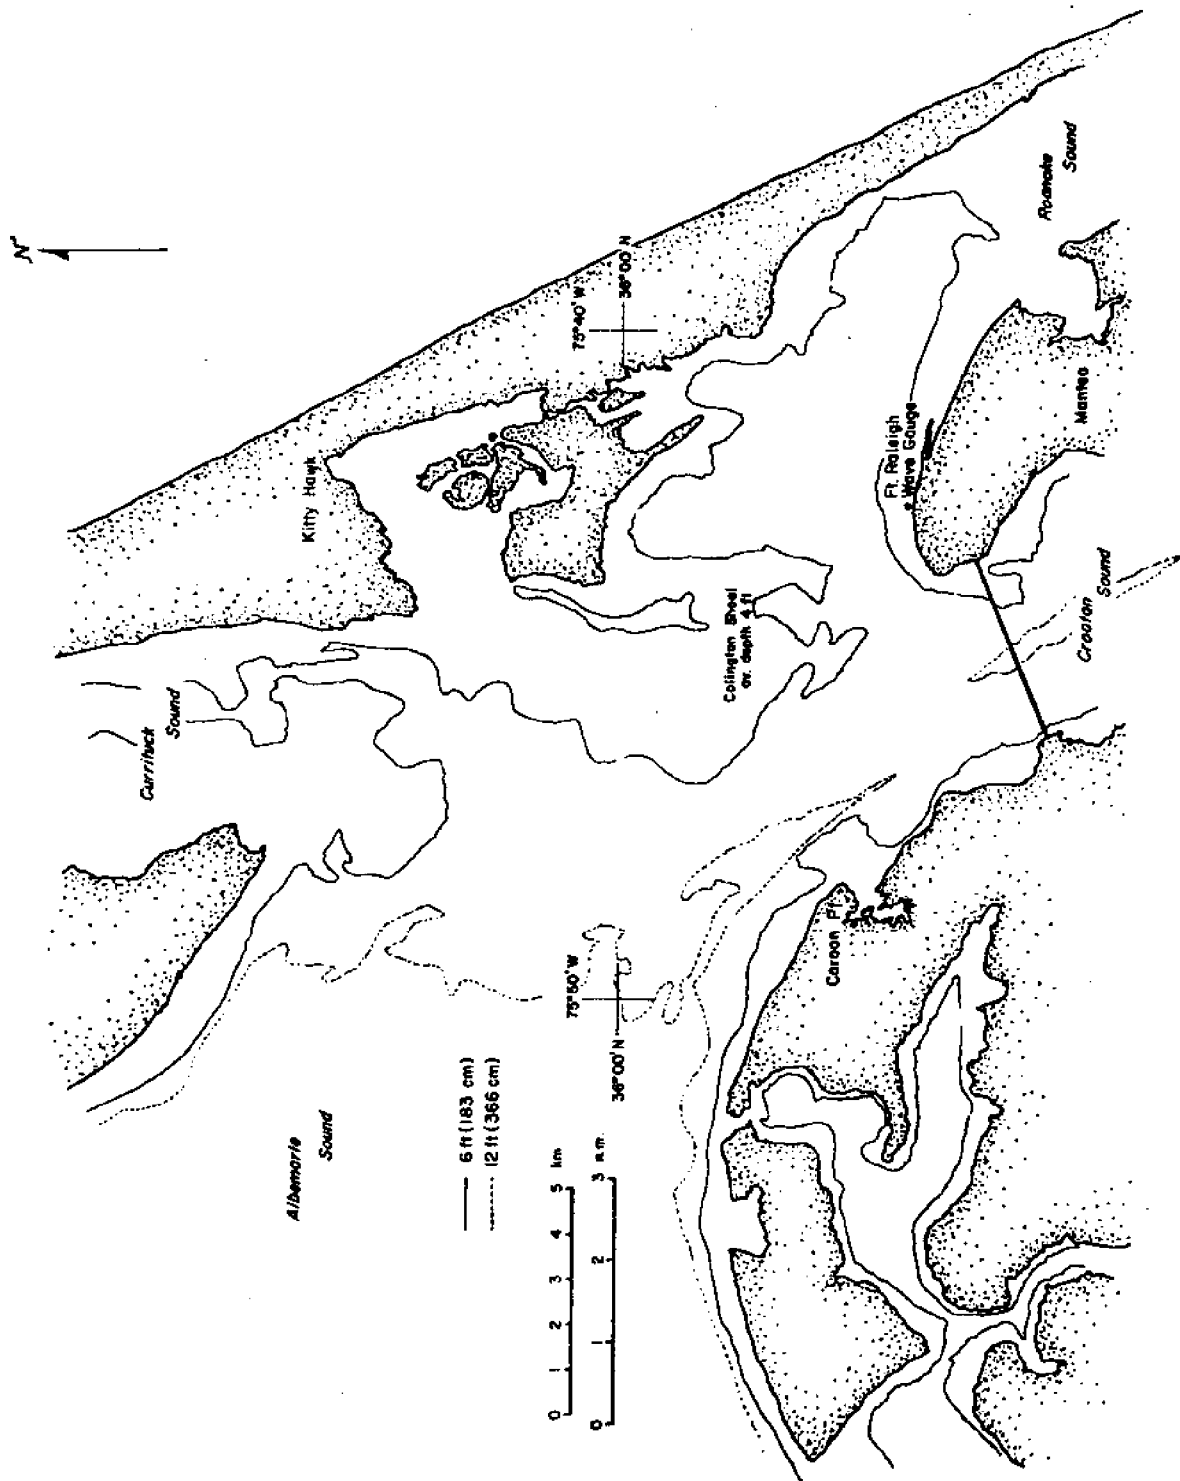 N
Roanoke
Sound
75°40' W
36°00' N
Kitty Hawk
Ft Raleigh
Wave Gauge
Manteo
Croatan
Sound
Colington Shoal
av. depth 4 ft
Currituck
Sound
Caroon Pt.
75°50' W
36°00' N
Albemarle
Sound
6 ft (183 cm)
12 ft (366 cm)
0 1 2 3 4 5 km
0 1 2 3 n.m.